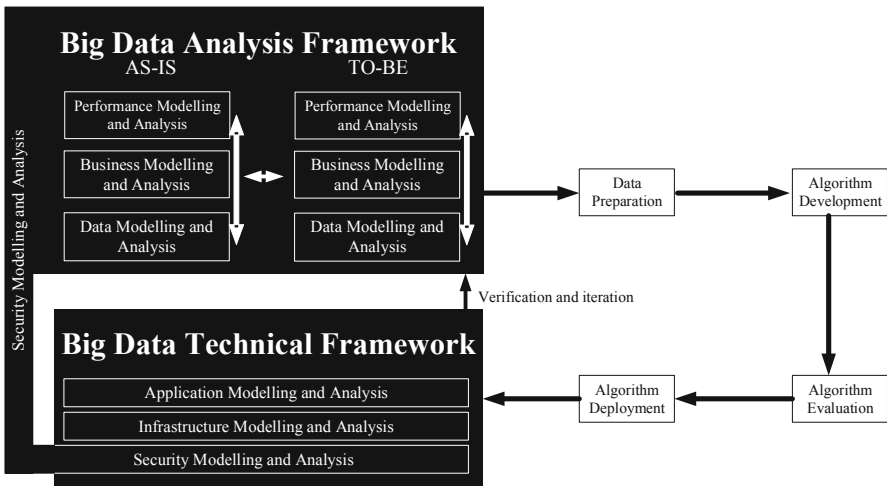 Big Data Analysis Framework
AS-IS
TO-BE
Performance Modelling
and Analysis
Business Modelling
and Analysis
Data Modelling and
Analysis
Performance Modelling
and Analysis
Business Modelling
and Analysis
Data Modelling and
Analysis
Security Modelling and Analysis
Data
Preparation
Algorithm
Development
Algorithm
Evaluation
Algorithm
Deployment
Verification and iteration
Big Data Technical Framework
Application Modelling and Analysis
Infrastructure Modelling and Analysis
Security Modelling and Analysis